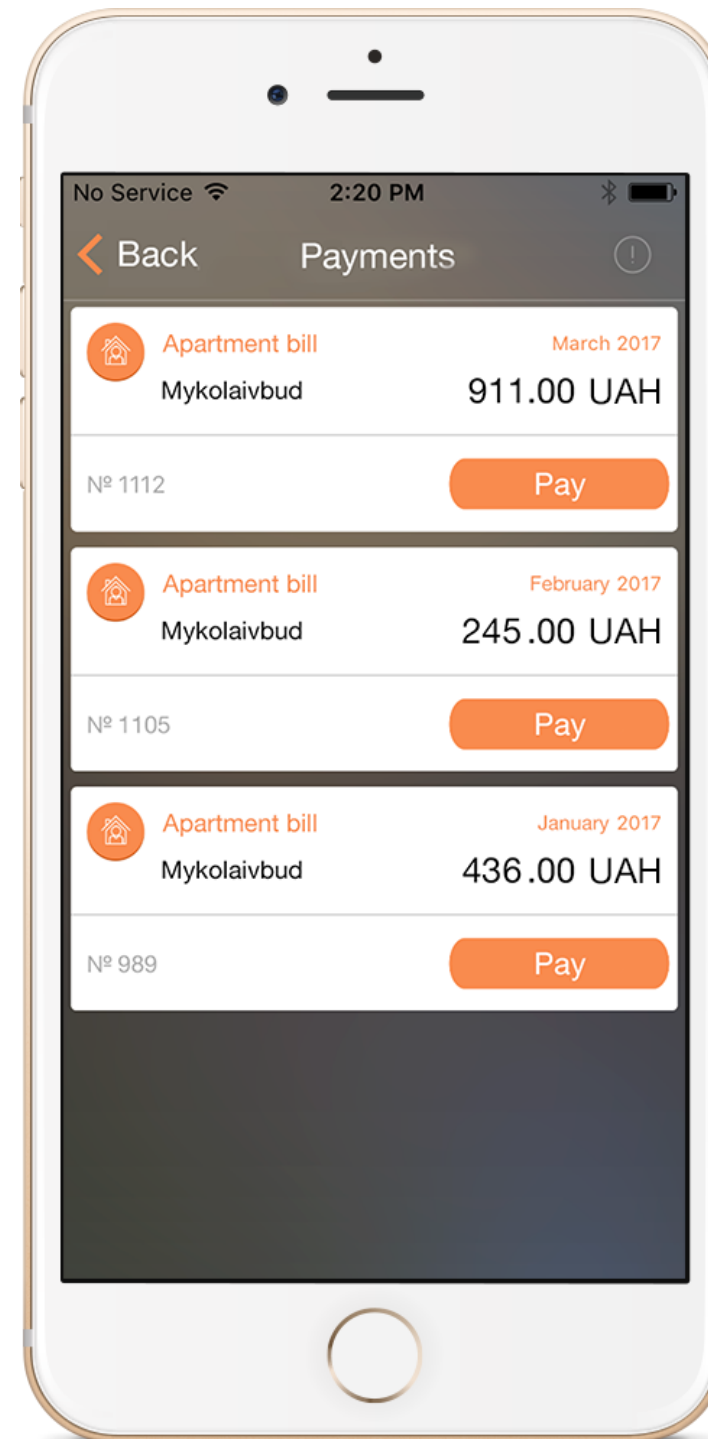 No Service 2:20 PM
Back Payments
Apartment bill March 2017
Mykolaivbud 911.00 UAH
Nº 1112 Pay
Apartment bill February 2017
Mykolaivbud 245.00 UAH
Nº 1105 Pay
Apartment bill January 2017
Mykolaivbud 436.00 UAH
Nº 989 Pay